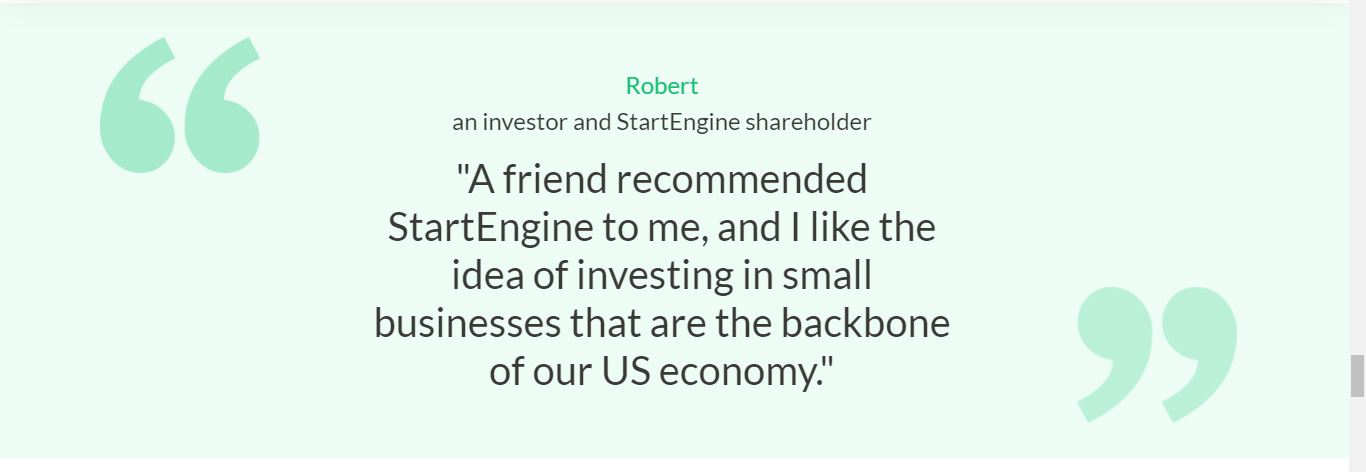 Robert
an investor and StartEngine shareholder
"A friend recommended
StartEngine to me, and I like the
idea of investing in small
businesses that are the backbone
of our US economy."